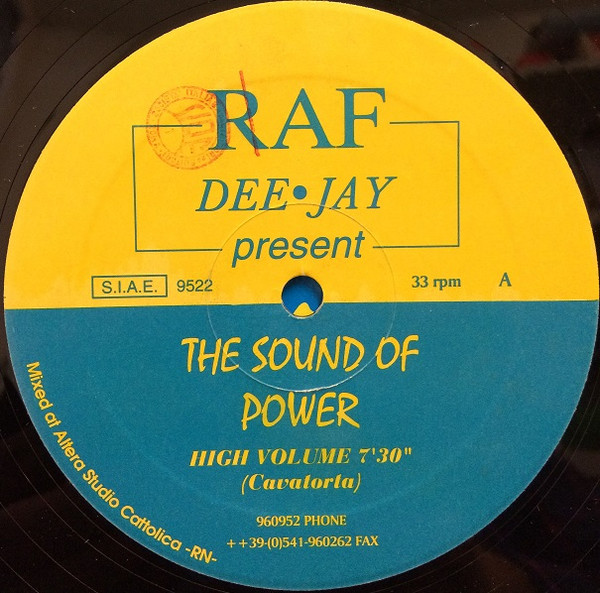 RAF
DEE•JAY
present
S.I.A.E. 9522 33 rpm A
THE SOUND OF
POWER
HIGH VOLUME 7'30"
(Cavatorta)
960952 PHONE
++39-(0)541-960262 FAX
Mixed at Altera Studio Cattolica -RN-